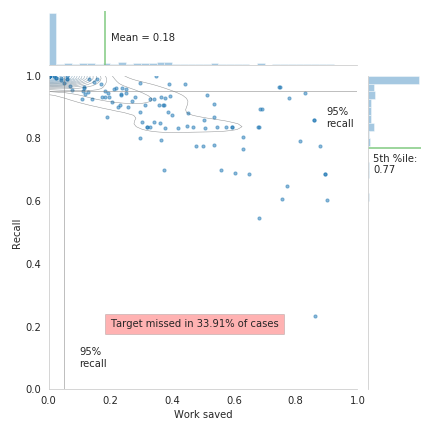 Mean = 0.18
1.0
0.8
0.6
0.4
0.2
0.0
Recall
95%
recall
5th %ile:
0.77
Target missed in 33.91% of cases
95%
recall
0.0
0.2
0.4
0.6
0.8
1.0
Work saved